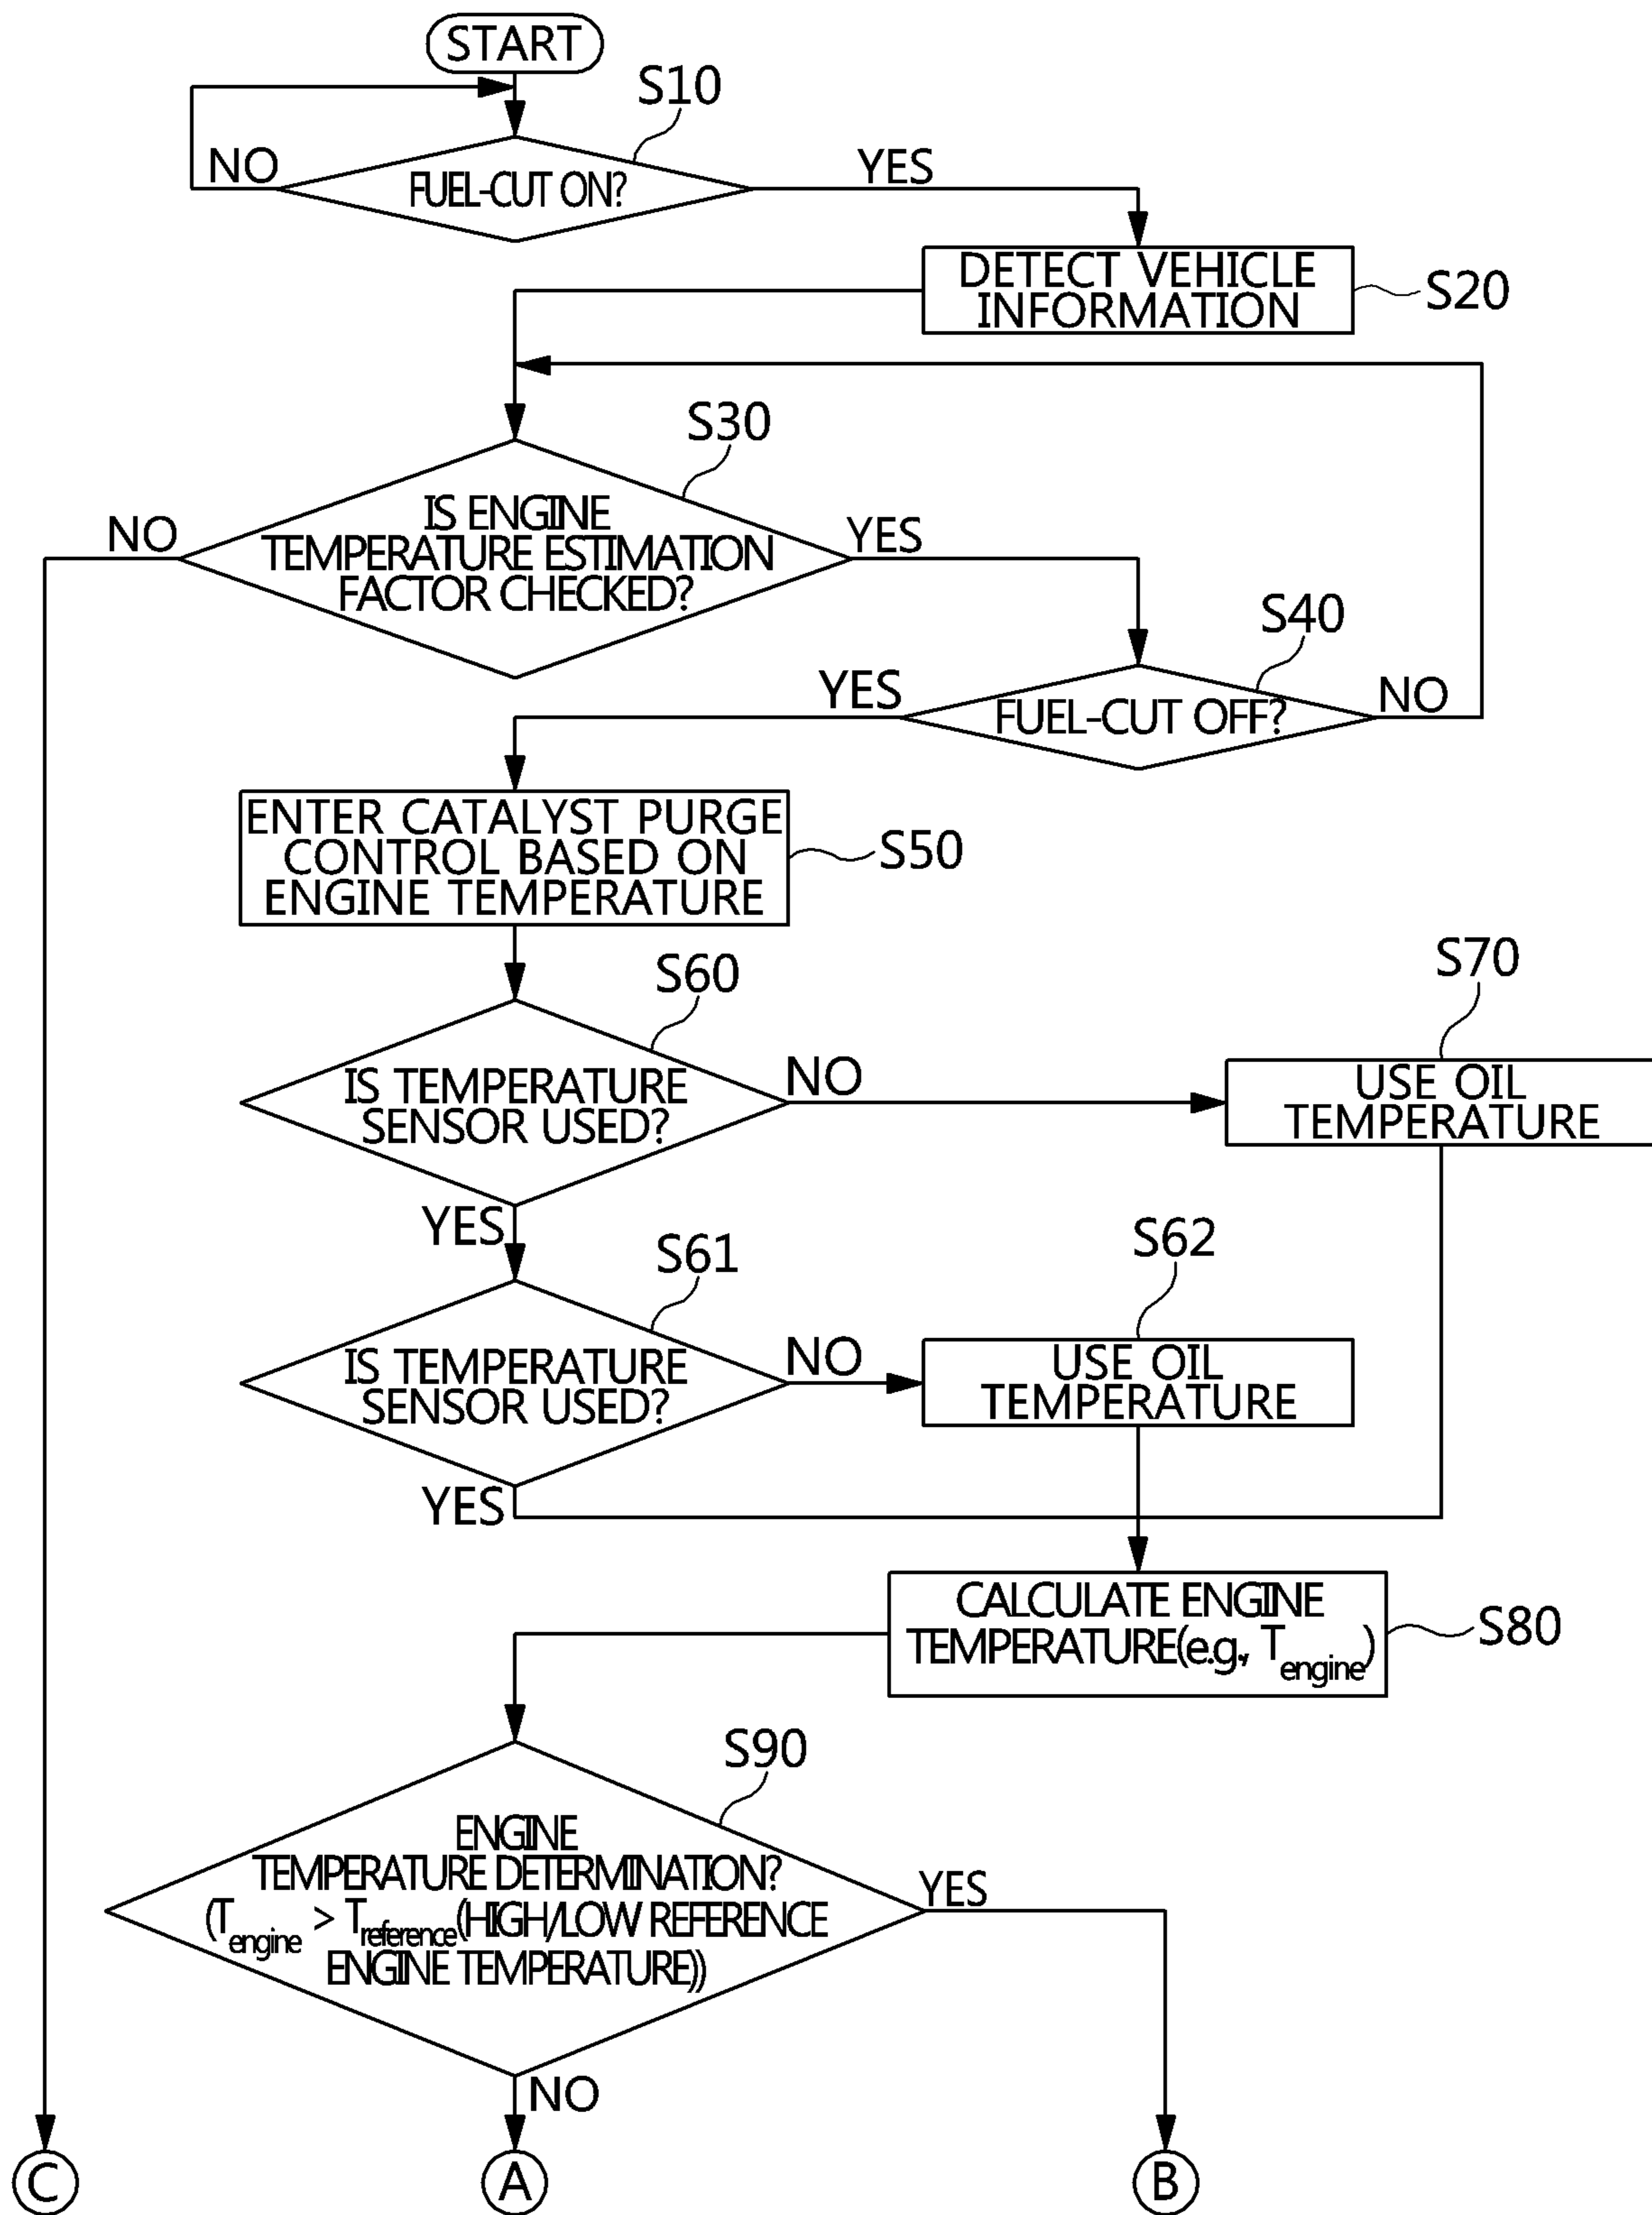 START
S10
NO
FUEL-CUT ON?
YES
DETECT VEHICLE
INFORMATION
S20
S30
NO
IS ENGINE
TEMPERATURE ESTIMATION
FACTOR CHECKED?
YES
S40
YES
FUEL-CUT OFF?
NO
ENTER CATALYST PURGE
CONTROL BASED ON
ENGINE TEMPERATURE
S50
S60
S70
IS TEMPERATURE
SENSOR USED?
NO
USE OIL
TEMPERATURE
YES
S61
S62
IS TEMPERATURE
SENSOR USED?
NO
USE OIL
TEMPERATURE
YES
CALCULATE ENGINE
TEMPERATURE(e.g., Tengine)
S80
S90
ENGINE
TEMPERATURE DETERMINATION?
(Tengine > Treference(HIGH/LOW REFERENCE
ENGINE TEMPERATURE))
YES
NO
C
A
B